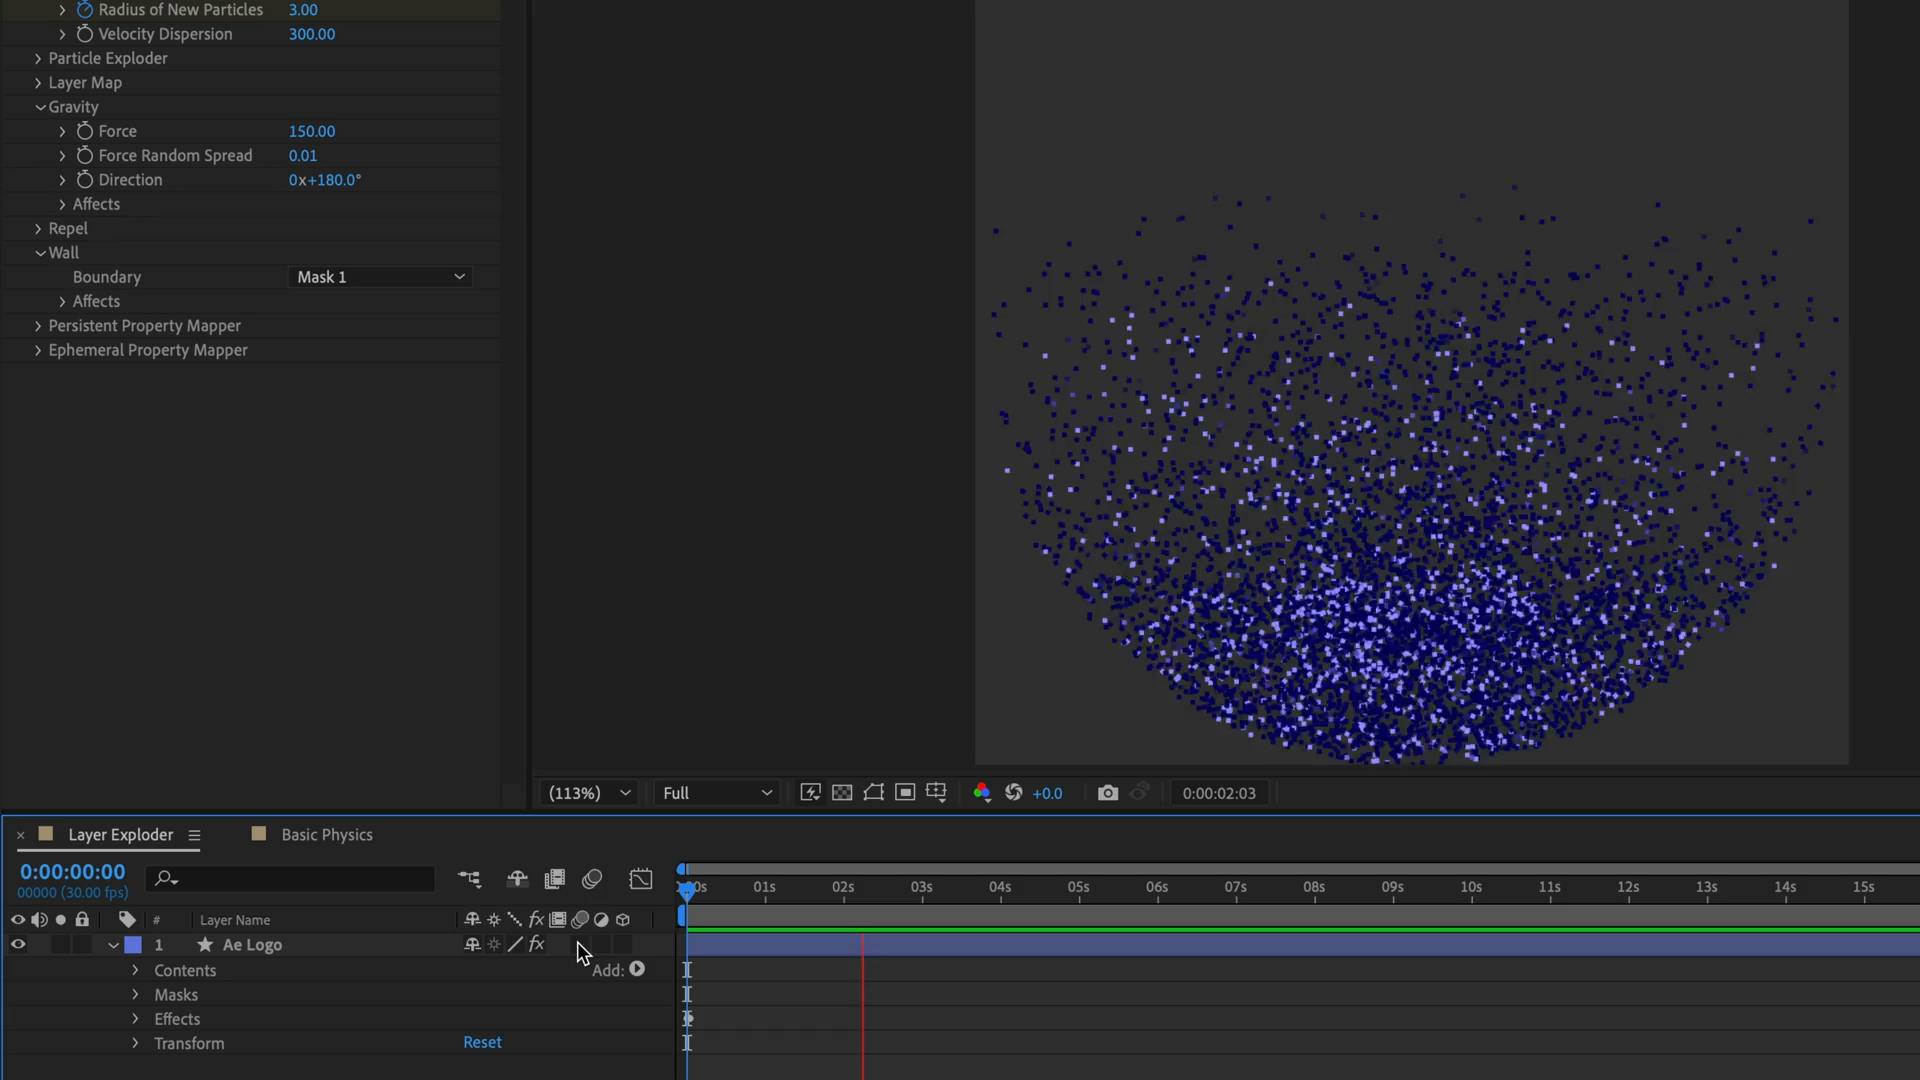 Radius of New Particles 3.00
Velocity Dispersion 300.00
Particle Exploder
Layer Map
Gravity
Force 150.00
Force Random Spread 0.01
Direction 0x+180.0°
Affects
Repel
Wall
Boundary Mask 1
Affects
Persistent Property Mapper
Ephemeral Property Mapper
(113%) Full +0.0 0:00:02:03
Layer Exploder Basic Physics
0:00:00:00
00000 (30.00 fps)
0s 01s 02s 03s 04s 05s 06s 07s 08s 09s 10s 11s 12s 13s 14s 15s
# Layer Name fx
1 Ae Logo fx
Contents Add:
Masks
Effects
Transform Reset